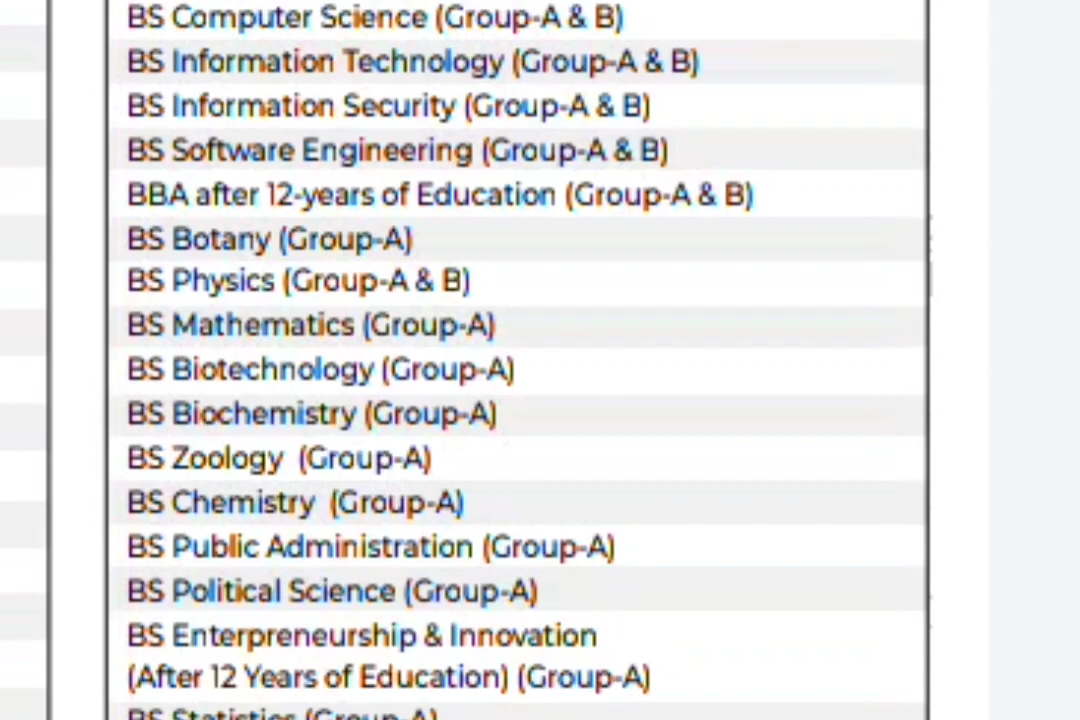 BS Computer Science (Group-A & B)
BS Information Technology (Group-A & B)
BS Information Security (Group-A & B)
BS Software Engineering (Group-A & B)
BBA after 12-years of Education (Group-A & B)
BS Botany (Group-A)
BS Physics (Group-A & B)
BS Mathematics (Group-A)
BS Biotechnology (Group-A)
BS Biochemistry (Group-A)
BS Zoology (Group-A)
BS Chemistry (Group-A)
BS Public Administration (Group-A)
BS Political Science (Group-A)
BS Enterpreneurship & Innovation
(After 12 Years of Education) (Group-A)
BS Statistics (Group-A)